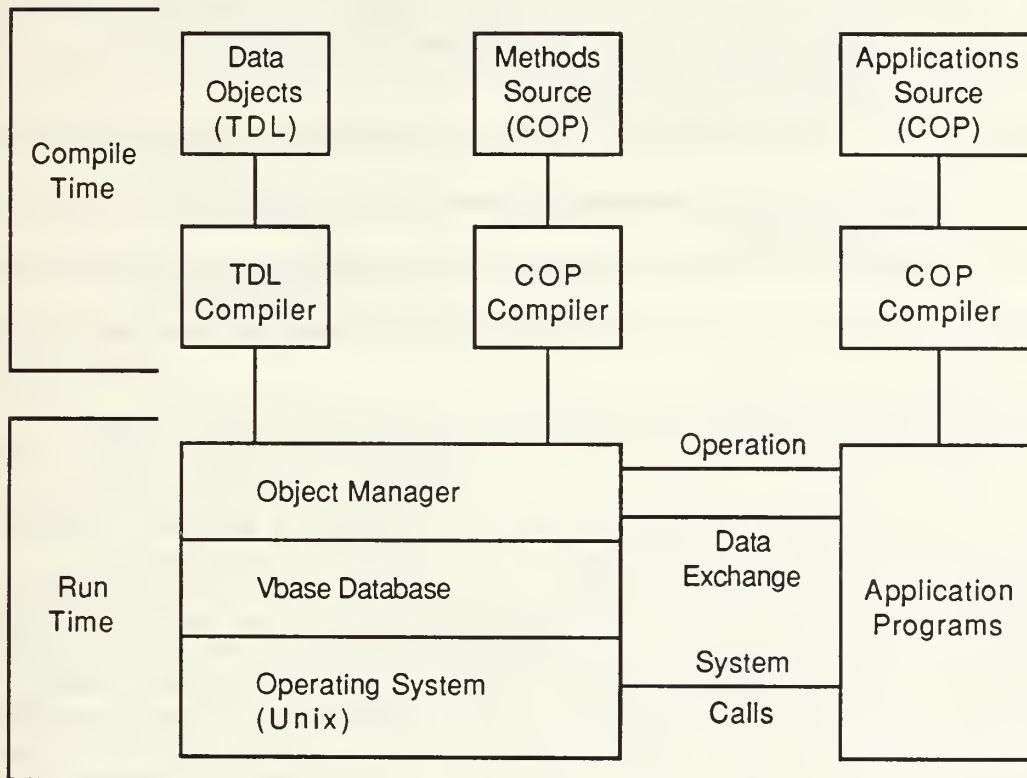 Compile
Time
Data
Objects
(TDL)
Methods
Source
(COP)
Applications
Source
(COP)
TDL
Compiler
COP
Compiler
COP
Compiler
Run
Time
Object Manager
Vbase Database
Operating System
(Unix)
Operation
Data
Exchange
System
Calls
Application
Programs